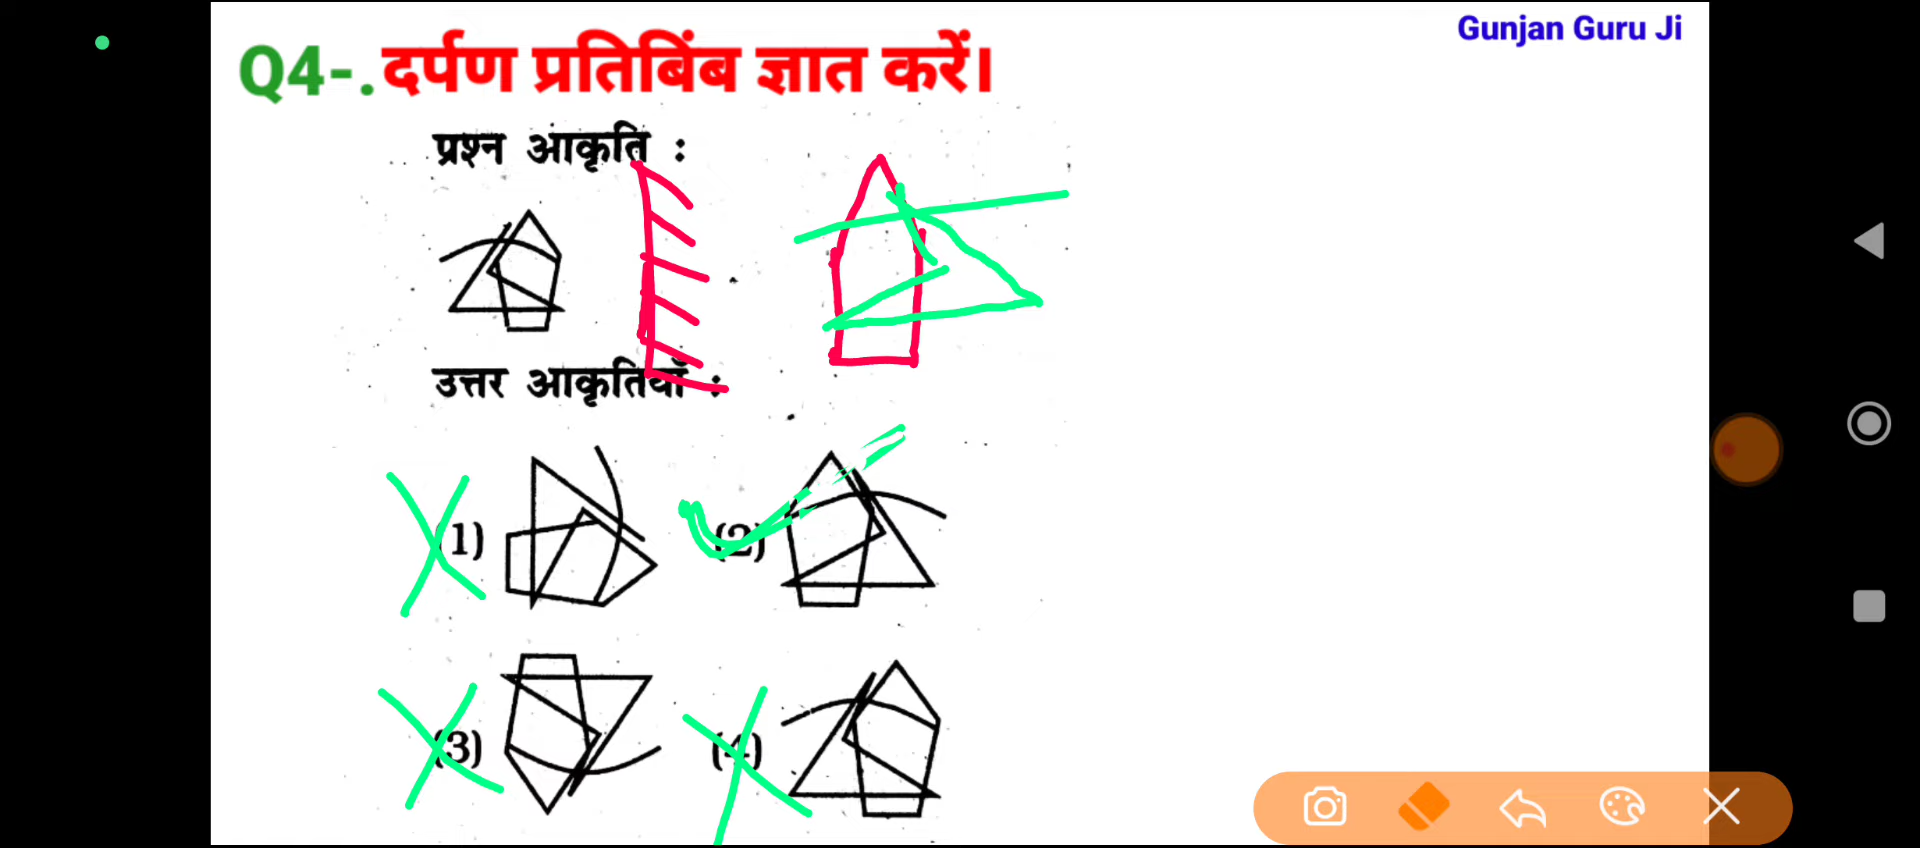 Gunjan Guru Ji
Q4-.दर्पण प्रतिबिंब ज्ञात करें।
प्रश्न आकृति :
उत्तर आकृतियाँ :
(1) (2)
(3) (4)